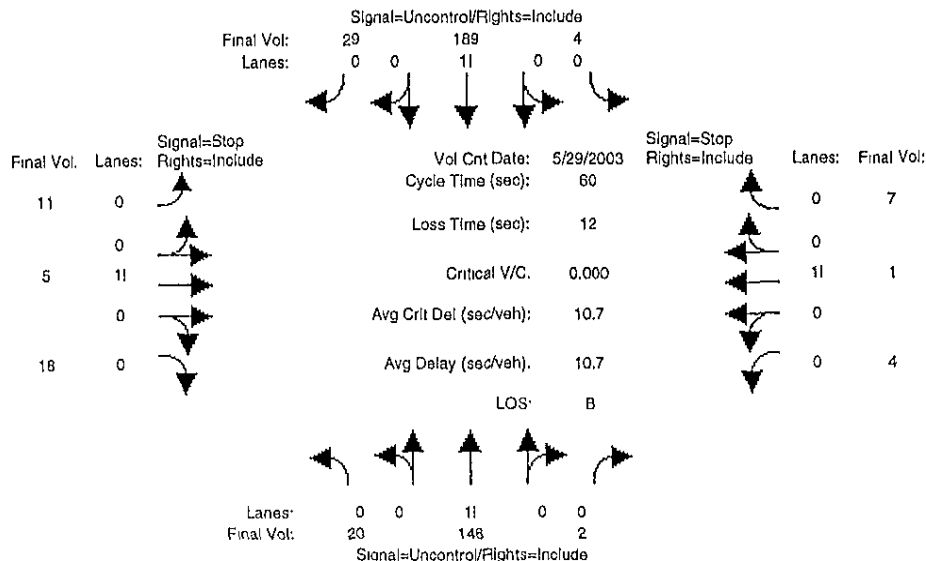 Signal=Uncontrol/Rights=Include
Final Vol: 29 189 4
Lanes: 0 0 1! 0 0
Signal=Stop
Final Vol. Lanes: Rights=Include
11 0
0
5 1!
0
18 0
Vol Cnt Date: 5/29/2003
Cycle Time (sec): 60
Loss Time (sec): 12
Critical V/C. 0.000
Avg Crit Del (sec/veh): 10.7
Avg Delay (sec/veh). 10.7
LOS: B
Signal=Stop
Rights=Include Lanes: Final Vol:
0 7
0
1! 1
0
0 4
Lanes: 0 0 1! 0 0
Final Vol: 20 146 2
Signal=Uncontrol/Rights=Include